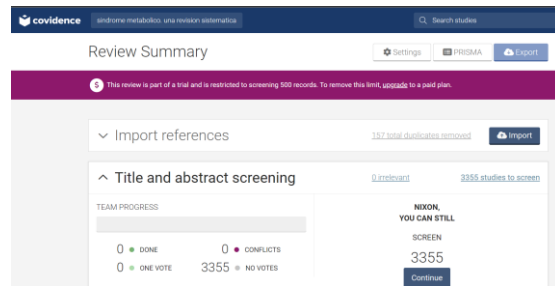 covidence
sindrome metabolico. una revision sistematica
Search studies
Review Summary
Settings
PRISMA
Export
$ This review is part of a trial and is restricted to screening 500 records. To remove this limit, upgrade to a paid plan.
Import references
157 total duplicates removed
Import
Title and abstract screening
0 irrelevant
3355 studies to screen
TEAM PROGRESS
0 DONE
0 CONFLICTS
0 ONE VOTE
3355 NO VOTES
NIXON,
YOU CAN STILL
SCREEN
3355
Continue